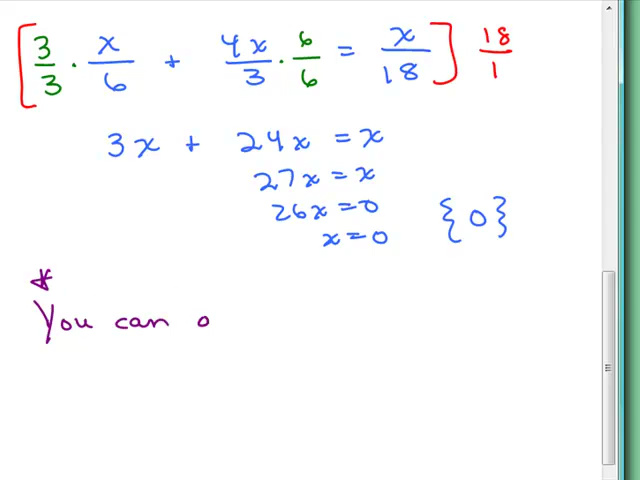 [3/3 · x/6 + 4x/3 · 6/6 = x/18] 18/1
3x + 24x = x
27x = x
26x = 0
x = 0 {0}
*
You can o